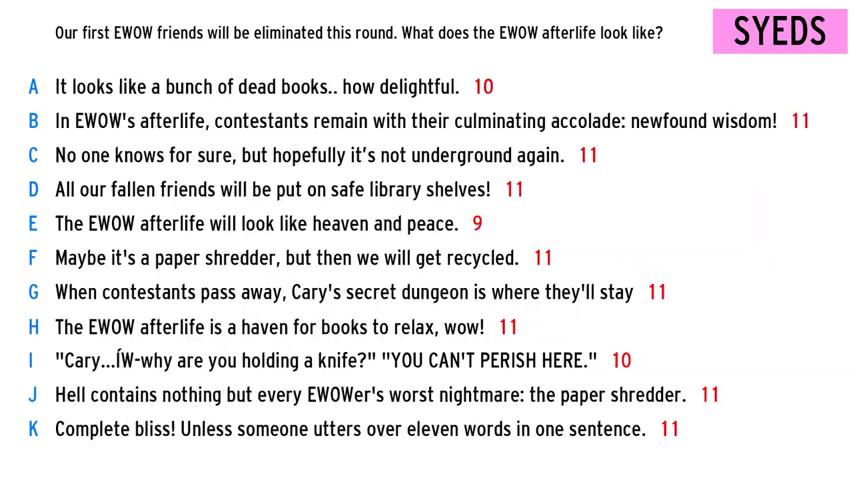 Our first EWOW friends will be eliminated this round. What does the EWOW afterlife look like?
SYEDS
A It looks like a bunch of dead books.. how delightful. 10
B In EWOW's afterlife, contestants remain with their culminating accolade: newfound wisdom! 11
C No one knows for sure, but hopefully it’s not underground again. 11
D All our fallen friends will be put on safe library shelves! 11
E The EWOW afterlife will look like heaven and peace. 9
F Maybe it's a paper shredder, but then we will get recycled. 11
G When contestants pass away, Cary's secret dungeon is where they'll stay 11
H The EWOW afterlife is a haven for books to relax, wow! 11
I "Cary...ÍW-why are you holding a knife?" "YOU CAN'T PERISH HERE." 10
J Hell contains nothing but every EWOWer's worst nightmare: the paper shredder. 11
K Complete bliss! Unless someone utters over eleven words in one sentence. 11